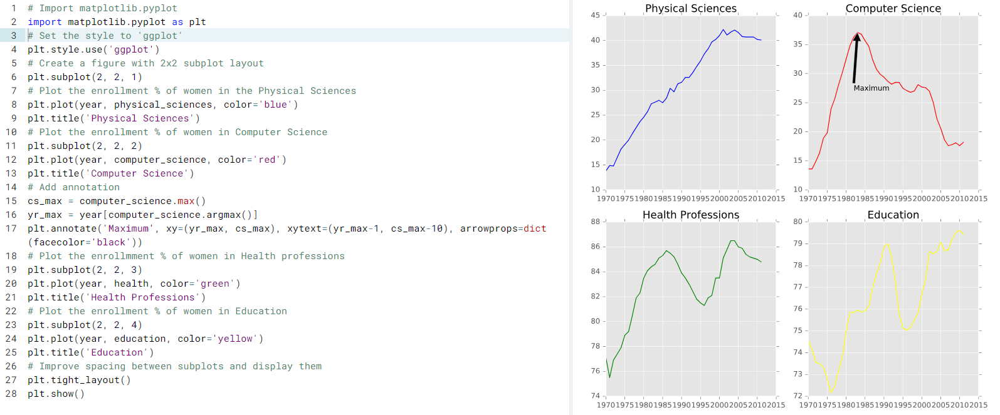 1 # Import matplotlib.pyplot
2 import matplotlib.pyplot as plt
3 # Set the style to 'ggplot'
4 plt.style.use('ggplot')
5 # Create a figure with 2x2 subplot layout
6 plt.subplot(2, 2, 1)
7 # Plot the enrollment % of women in the Physical Sciences
8 plt.plot(year, physical_sciences, color='blue')
9 plt.title('Physical Sciences')
10 # Plot the enrollment % of women in Computer Science
11 plt.subplot(2, 2, 2)
12 plt.plot(year, computer_science, color='red')
13 plt.title('Computer Science')
14 # Add annotation
15 cs_max = computer_science.max()
16 yr_max = year[computer_science.argmax()]
17 plt.annotate('Maximum', xy=(yr_max, cs_max), xytext=(yr_max-1, cs_max-10), arrowprops=dict
(facecolor='black'))
18 # Plot the enrollmment % of women in Health professions
19 plt.subplot(2, 2, 3)
20 plt.plot(year, health, color='green')
21 plt.title('Health Professions')
22 # Plot the enrollment % of women in Education
23 plt.subplot(2, 2, 4)
24 plt.plot(year, education, color='yellow')
25 plt.title('Education')
26 # Improve spacing between subplots and display them
27 plt.tight_layout()
28 plt.show()
Physical Sciences
45
40
35
30
25
20
15
10
1970 1975 1980 1985 1990 1995 2000 2005 2010 2015
Computer Science
40
35
30
Maximum
25
20
15
10
1970 1975 1980 1985 1990 1995 2000 2005 2010 2015
Health Professions
88
86
84
82
80
78
76
74
1970 1975 1980 1985 1990 1995 2000 2005 2010 2015
Education
80
79
78
77
76
75
74
73
72
1970 1975 1980 1985 1990 1995 2000 2005 2010 2015